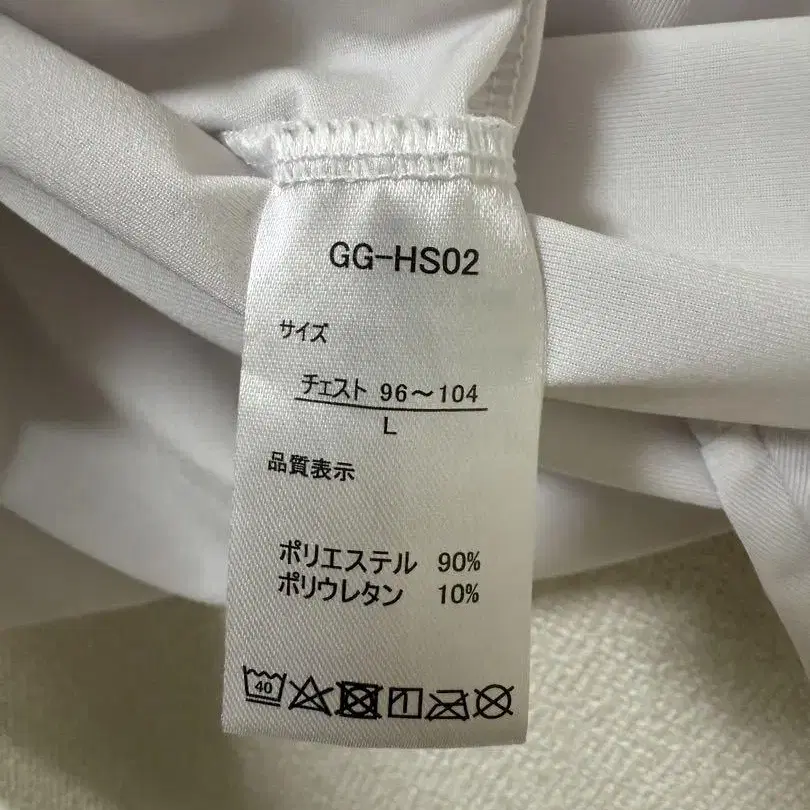 GG-HS02
サイズ
チェスト 96～104
L
品質表示
ポリエステル 90%
ポリウレタン 10%
40